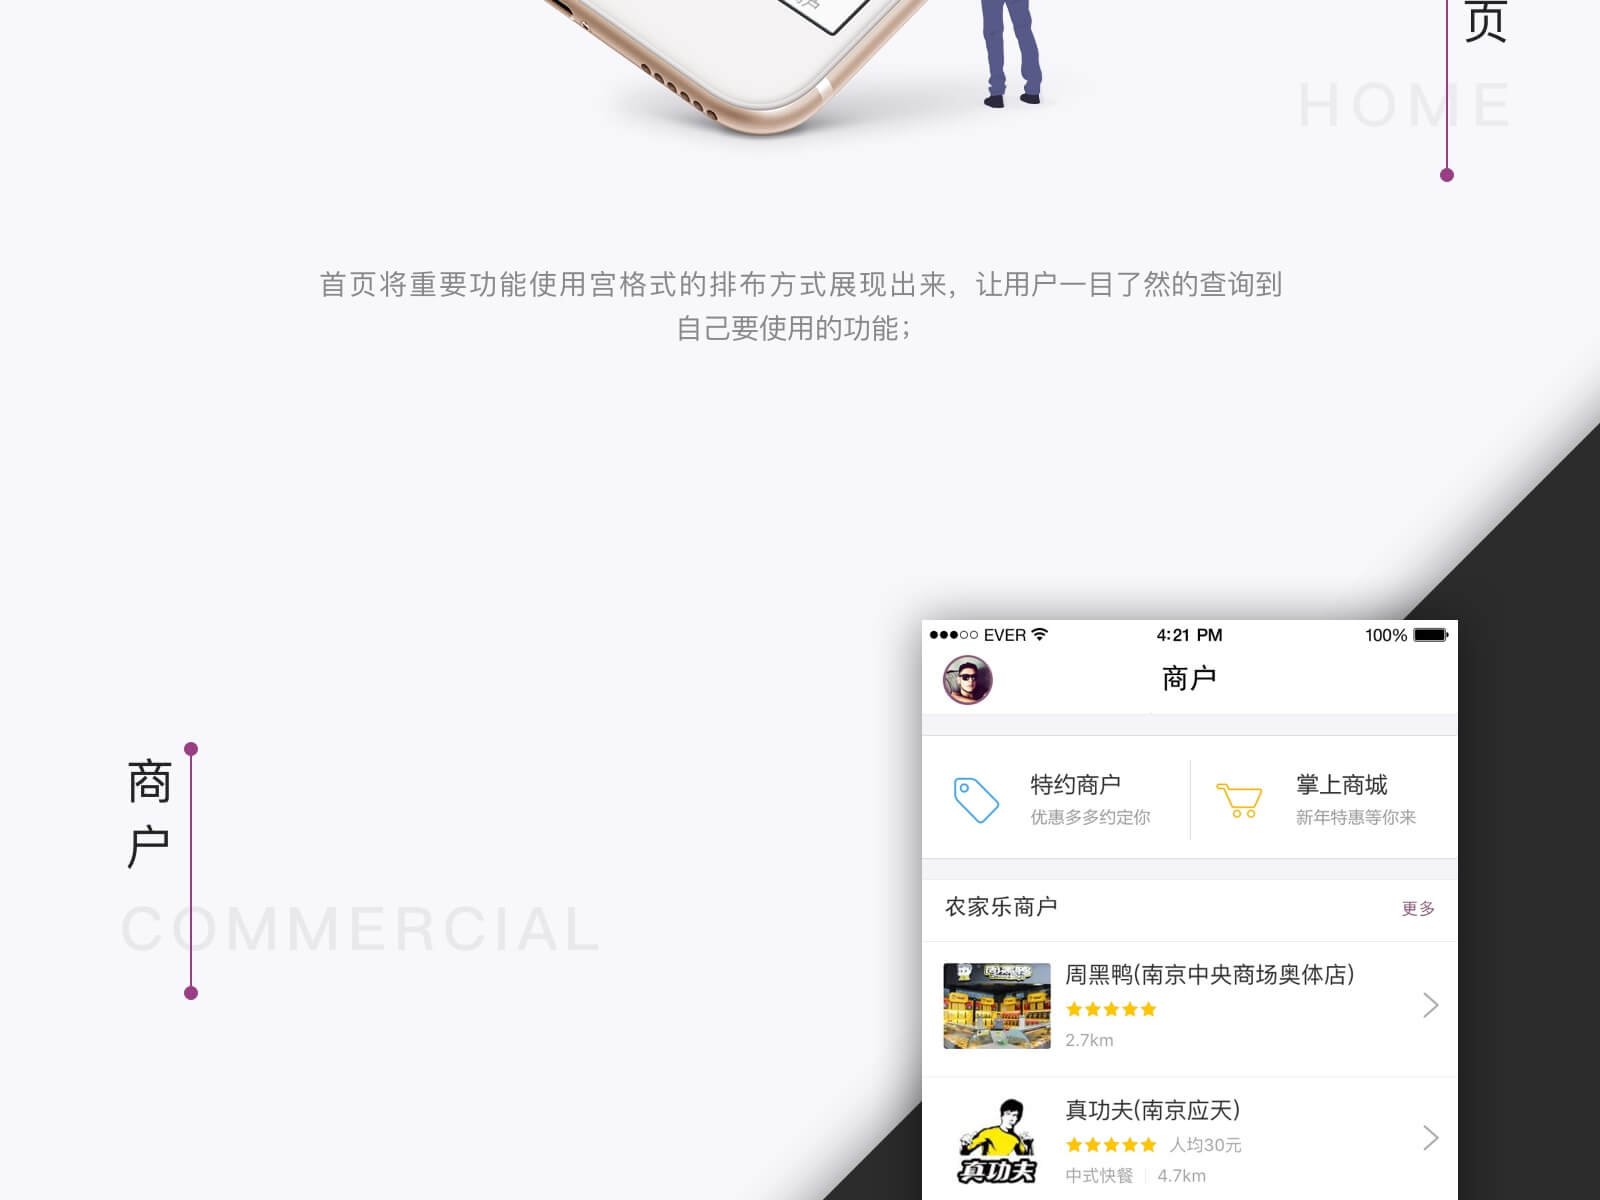 页
HOME
首页将重要功能使用宫格式的排布方式展现出来，让用户一目了然的查询到
自己要使用的功能；
商户
COMMERCIAL
EVER 4:21 PM 100%
商户
特约商户
优惠多多约定你
掌上商城
新年特惠等你来
农家乐商户 更多
周黑鸭(南京中央商场奥体店)
2.7km
真功夫(南京应天)
人均30元
中式快餐 4.7km
真功夫